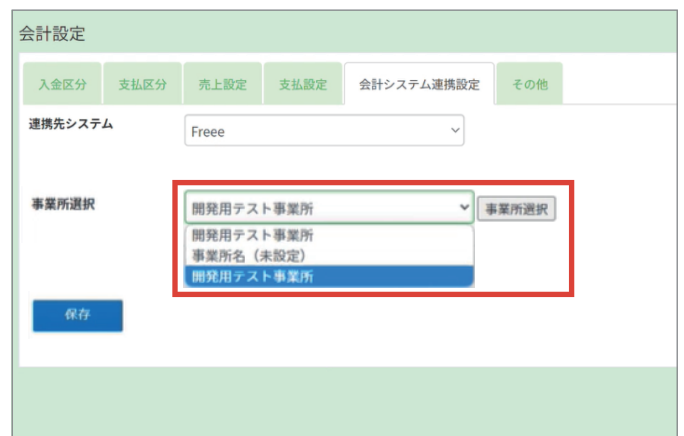 会計設定
入金区分 支払区分 売上設定 支払設定 会計システム連携設定 その他
連携先システム Freee
事業所選択 開発用テスト事業所 事業所選択
開発用テスト事業所
事業所名（未設定）
開発用テスト事業所
保存